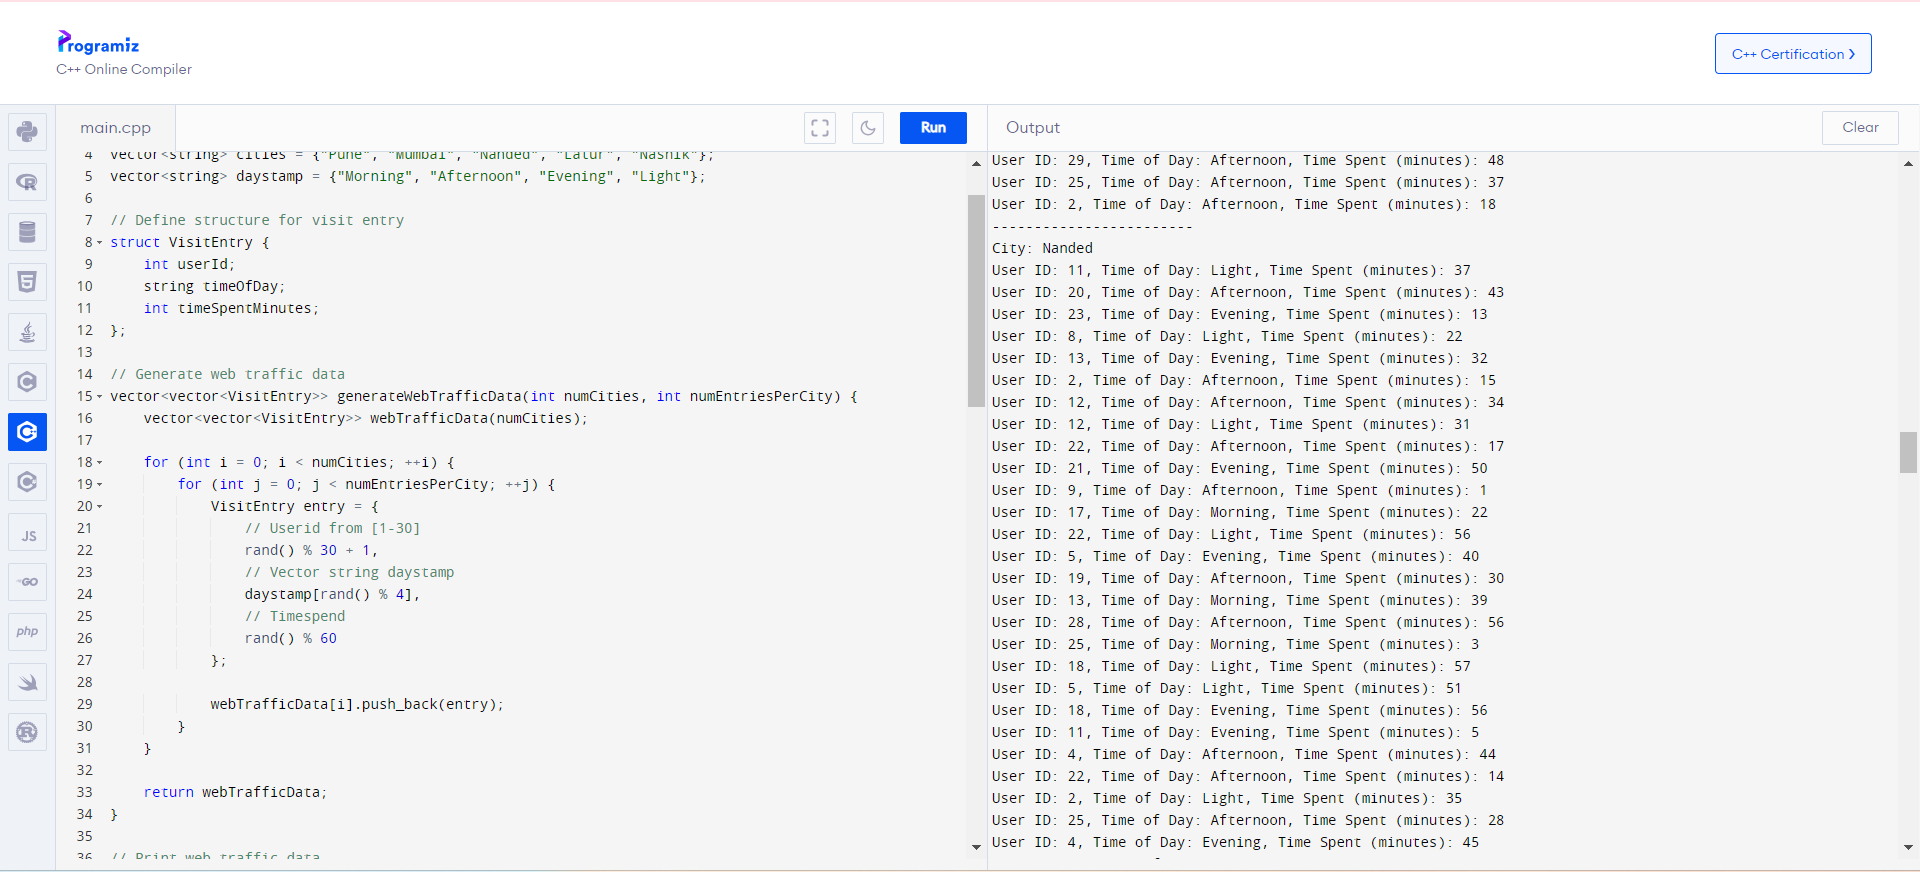 Programiz
C++ Online Compiler
C++ Certification
main.cpp
Run
Output
Clear
JS
GO
php
4 vector<string> cities = {"Pune", "Mumbai", "Nanded", "Latur", "Nashik"};
5 vector<string> daystamp = {"Morning", "Afternoon", "Evening", "Light"};
6
7 // Define structure for visit entry
8 struct VisitEntry {
9 int userId;
10 string timeOfDay;
11 int timeSpentMinutes;
12 };
13
14 // Generate web traffic data
15 vector<vector<VisitEntry>> generateWebTrafficData(int numCities, int numEntriesPerCity) {
16 vector<vector<VisitEntry>> webTrafficData(numCities);
17
18 for (int i = 0; i < numCities; ++i) {
19 for (int j = 0; j < numEntriesPerCity; ++j) {
20 VisitEntry entry = {
21 // Userid from [1-30]
22 rand() % 30 + 1,
23 // Vector string daystamp
24 daystamp[rand() % 4],
25 // Timespend
26 rand() % 60
27 };
28
29 webTrafficData[i].push_back(entry);
30 }
31 }
32
33 return webTrafficData;
34 }
35
36 // Print web traffic data
User ID: 29, Time of Day: Afternoon, Time Spent (minutes): 48
User ID: 25, Time of Day: Afternoon, Time Spent (minutes): 37
User ID: 2, Time of Day: Afternoon, Time Spent (minutes): 18
------------------------
City: Nanded
User ID: 11, Time of Day: Light, Time Spent (minutes): 37
User ID: 20, Time of Day: Afternoon, Time Spent (minutes): 43
User ID: 23, Time of Day: Evening, Time Spent (minutes): 13
User ID: 8, Time of Day: Light, Time Spent (minutes): 22
User ID: 13, Time of Day: Evening, Time Spent (minutes): 32
User ID: 2, Time of Day: Afternoon, Time Spent (minutes): 15
User ID: 12, Time of Day: Afternoon, Time Spent (minutes): 34
User ID: 12, Time of Day: Light, Time Spent (minutes): 31
User ID: 22, Time of Day: Afternoon, Time Spent (minutes): 17
User ID: 21, Time of Day: Evening, Time Spent (minutes): 50
User ID: 9, Time of Day: Afternoon, Time Spent (minutes): 1
User ID: 17, Time of Day: Morning, Time Spent (minutes): 22
User ID: 22, Time of Day: Light, Time Spent (minutes): 56
User ID: 5, Time of Day: Evening, Time Spent (minutes): 40
User ID: 19, Time of Day: Afternoon, Time Spent (minutes): 30
User ID: 13, Time of Day: Morning, Time Spent (minutes): 39
User ID: 28, Time of Day: Afternoon, Time Spent (minutes): 56
User ID: 25, Time of Day: Morning, Time Spent (minutes): 3
User ID: 18, Time of Day: Light, Time Spent (minutes): 57
User ID: 5, Time of Day: Light, Time Spent (minutes): 51
User ID: 18, Time of Day: Evening, Time Spent (minutes): 56
User ID: 11, Time of Day: Evening, Time Spent (minutes): 5
User ID: 4, Time of Day: Afternoon, Time Spent (minutes): 44
User ID: 22, Time of Day: Afternoon, Time Spent (minutes): 14
User ID: 2, Time of Day: Light, Time Spent (minutes): 35
User ID: 25, Time of Day: Afternoon, Time Spent (minutes): 28
User ID: 4, Time of Day: Evening, Time Spent (minutes): 45